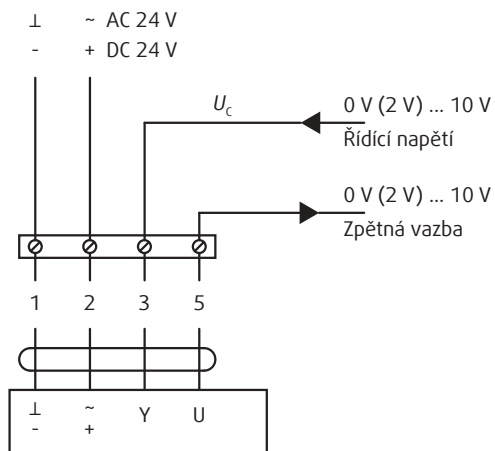 ⊥ ~ AC 24 V
- + DC 24 V
U_C
0 V (2 V) ... 10 V
Řídící napětí
0 V (2 V) ... 10 V
Zpětná vazba
1 2 3 5
⊥ ~ Y U
- +